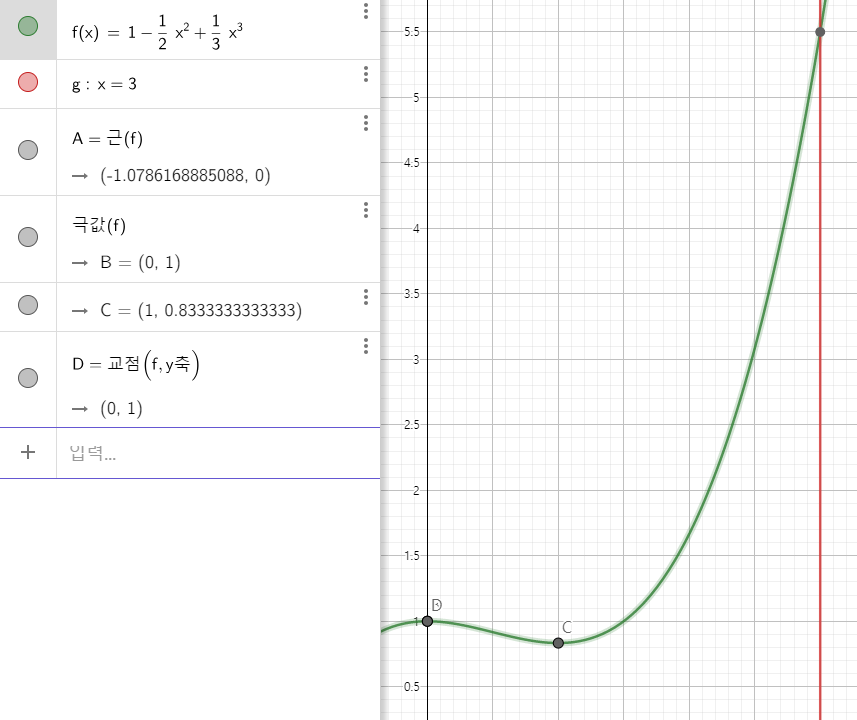 f(x) = 1 − 1/2 x² + 1/3 x³
g : x = 3
A = 근(f)
→ (-1.0786168885088, 0)
극값(f)
→ B = (0, 1)
→ C = (1, 0.8333333333333)
D = 교점(f, y축)
→ (0, 1)
+ 입력...
5.5
5
4.5
4
3.5
3
2.5
2
1.5
1
0.5
D
C